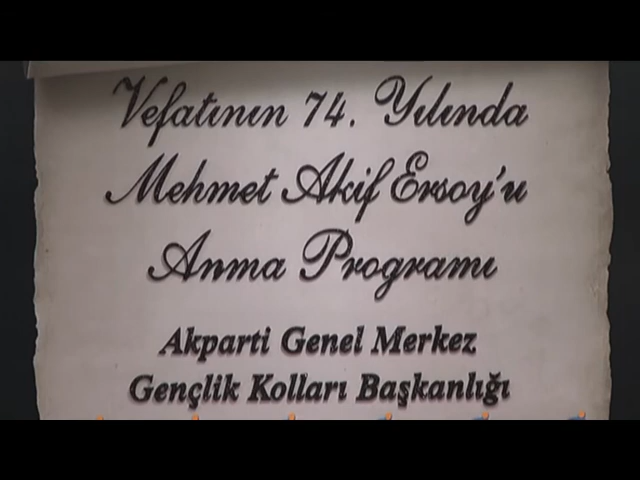 Vefatının 74. Yılında
Mehmet Akif Ersoy'u
Anma Programı
Akparti Genel Merkez
Gençlik Kolları Başkanlığı